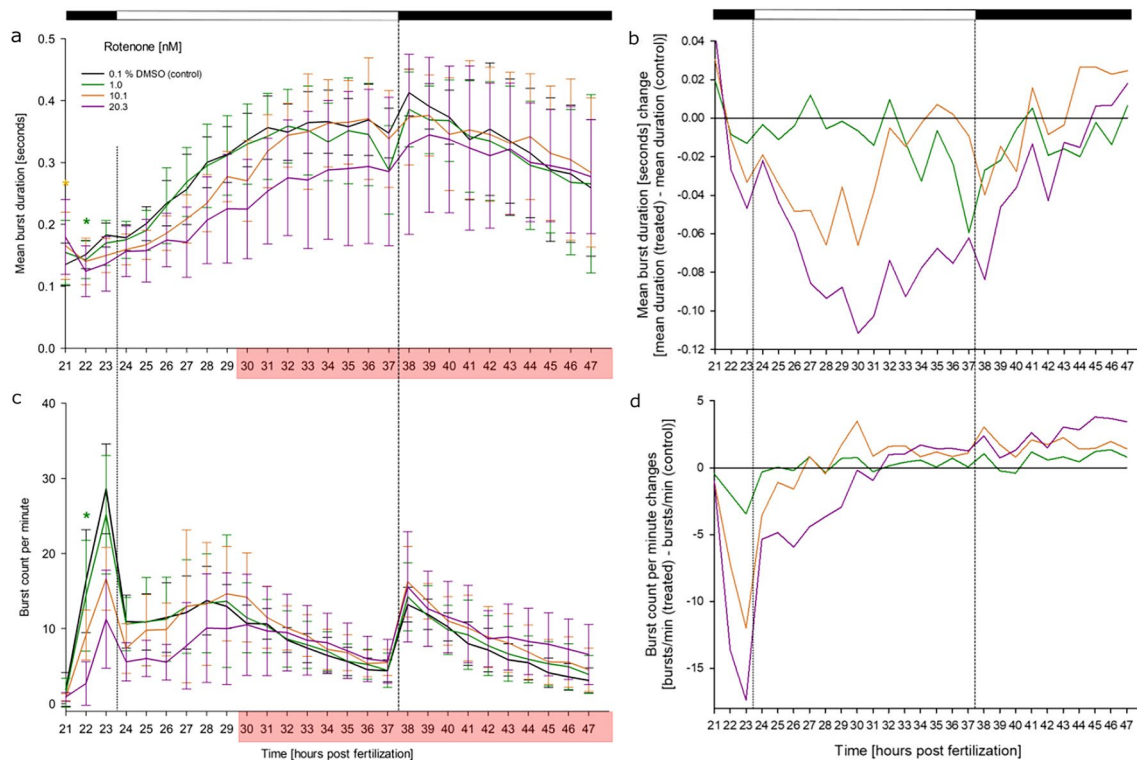 a
Rotenone [nM]
0.1 % DMSO (control)
1.0
10.1
20.3
Mean burst duration [seconds]
0.5
0.4
0.3
0.2
0.1
0.0
*
*
21 22 23 24 25 26 27 28 29 30 31 32 33 34 35 36 37 38 39 40 41 42 43 44 45 46 47
b
Mean burst duration [seconds] change
[mean duration (treated) - mean duration (control)]
0.04
0.02
0.00
-0.02
-0.04
-0.06
-0.08
-0.10
-0.12
21 22 23 24 25 26 27 28 29 30 31 32 33 34 35 36 37 38 39 40 41 42 43 44 45 46 47
c
Burst count per minute
40
30
20
10
0
*
21 22 23 24 25 26 27 28 29 30 31 32 33 34 35 36 37 38 39 40 41 42 43 44 45 46 47
Time [hours post fertilization]
d
Burst count per minute changes
[bursts/min (treated) - bursts/min (control)]
5
0
-5
-10
-15
21 22 23 24 25 26 27 28 29 30 31 32 33 34 35 36 37 38 39 40 41 42 43 44 45 46 47
Time [hours post fertilization]